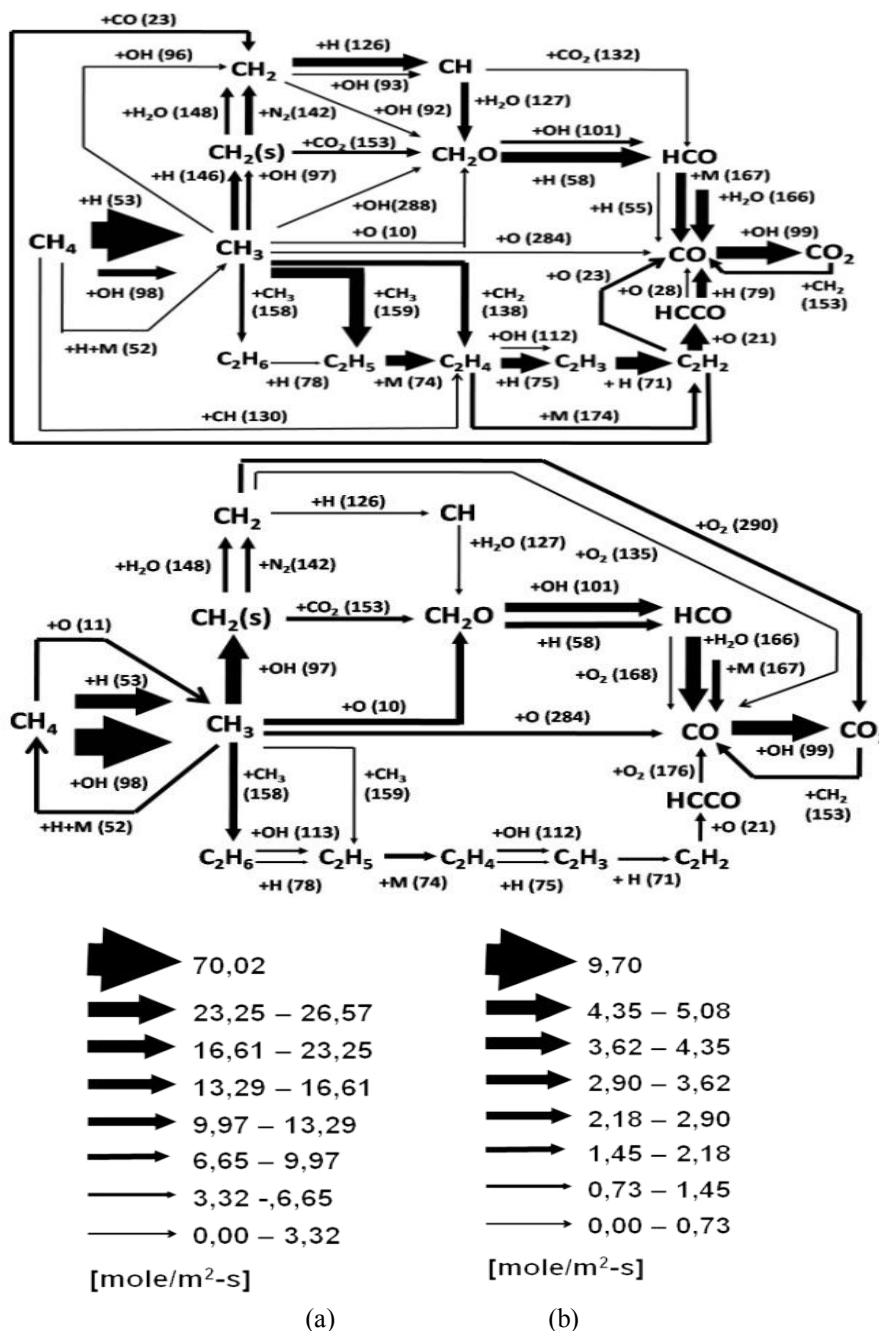 +CO (23)
+OH (96)
+H (126)
+CO₂ (132)
CH₂
CH
+OH (93)
+H₂O (148)
+N₂(142)
+OH (92)
+H₂O (127)
+OH (101)
CH₂(s)
+CO₂ (153)
CH₂O
HCO
+H (53)
+H (146)
+OH (97)
+H (58)
+M (167)
+H₂O (166)
+OH(288)
+H (55)
+OH (99)
CH₄
CH₃
+O (10)
+O (284)
CO
CO₂
+OH (98)
+O (23)
+O (28)
+H (79)
+CH₂
(153)
+CH₃
(158)
+CH₃
(159)
+CH₂
(138)
HCCO
+H+M (52)
+OH (112)
+O (21)
C₂H₆
C₂H₅
C₂H₄
C₂H₃
C₂H₂
+H (78)
+M (74)
+H (75)
+ H (71)
+CH (130)
+M (174)
+H (126)
CH₂
CH
+O₂ (290)
+H₂O (148)
+N₂(142)
+H₂O (127)
+O₂ (135)
+OH (101)
CH₂(s)
+CO₂ (153)
CH₂O
HCO
+O (11)
+H (58)
+H₂O (166)
+OH (97)
+O₂ (168)
+M (167)
+H (53)
CH₄
CH₃
+O (10)
+O (284)
CO
CO
+OH (98)
+OH (99)
+CH₃
(158)
+CH₃
(159)
+O₂ (176)
+H+M (52)
HCCO
+CH₂
(153)
+OH (113)
+OH (112)
+O (21)
C₂H₆
C₂H₅
C₂H₄
C₂H₃
C₂H₂
+H (78)
+M (74)
+H (75)
+ H (71)
70,02
23,25 – 26,57
16,61 – 23,25
13,29 – 16,61
9,97 – 13,29
6,65 – 9,97
3,32 -,6,65
0,00 – 3,32
[mole/m²-s]
9,70
4,35 – 5,08
3,62 – 4,35
2,90 – 3,62
2,18 – 2,90
1,45 – 2,18
0,73 – 1,45
0,00 – 0,73
[mole/m²-s]
(a)
(b)